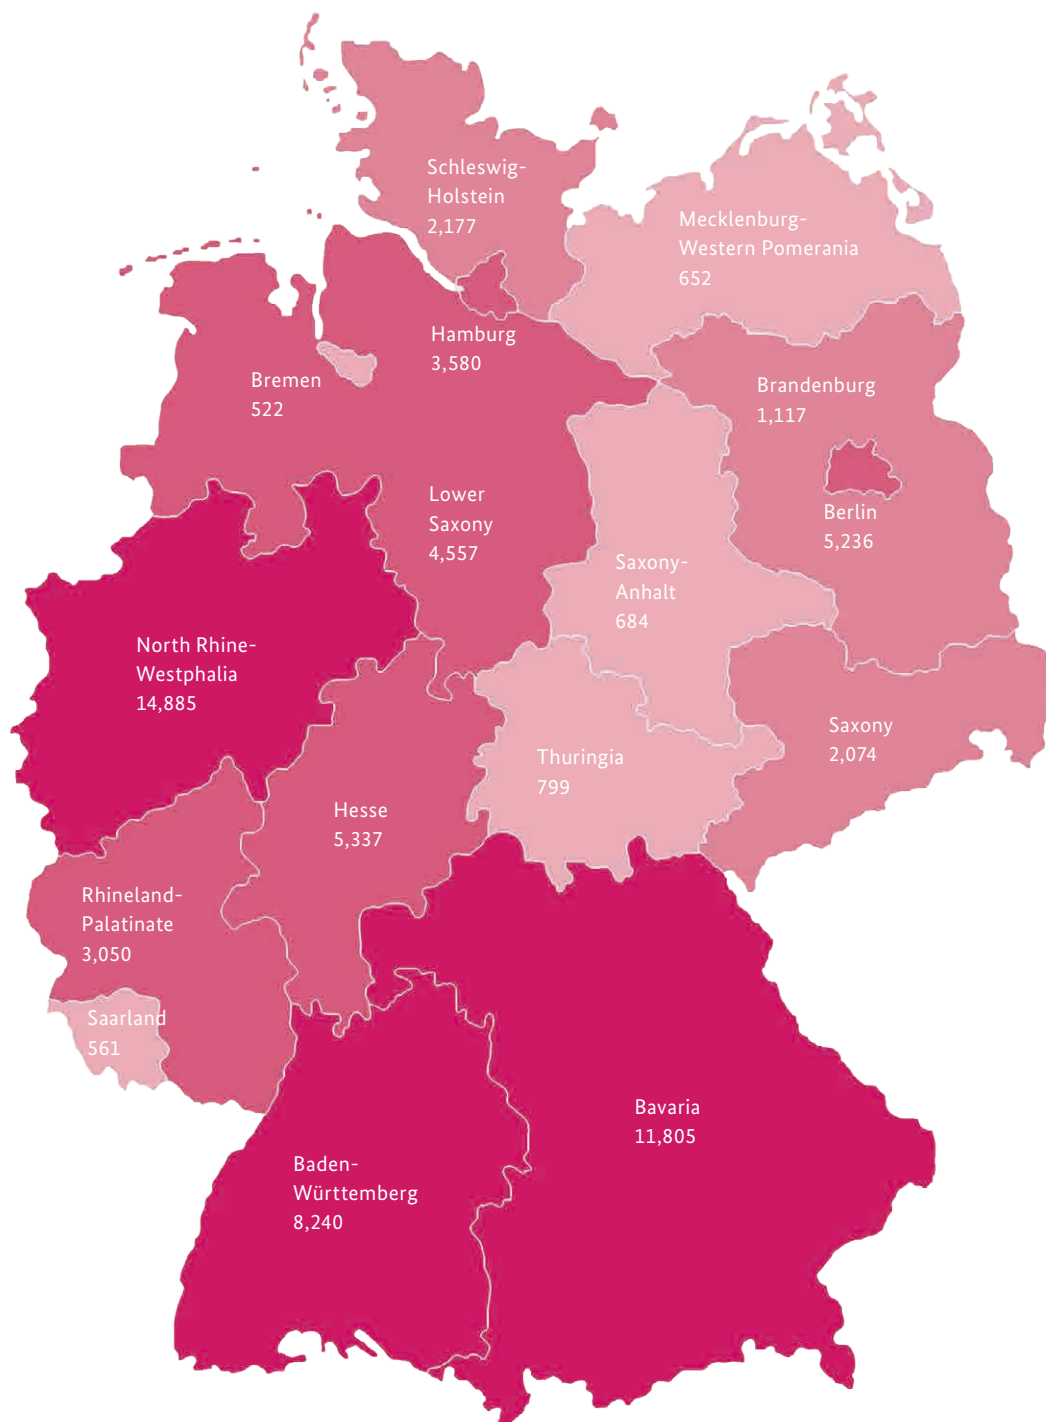 Schleswig-
Holstein
2,177
Mecklenburg-
Western Pomerania
652
Hamburg
3,580
Bremen
522
Brandenburg
1,117
Lower
Saxony
4,557
Berlin
5,236
Saxony-
Anhalt
684
North Rhine-
Westphalia
14,885
Saxony
2,074
Thuringia
799
Hesse
5,337
Rhineland-
Palatinate
3,050
Saarland
561
Bavaria
11,805
Baden-
Württemberg
8,240